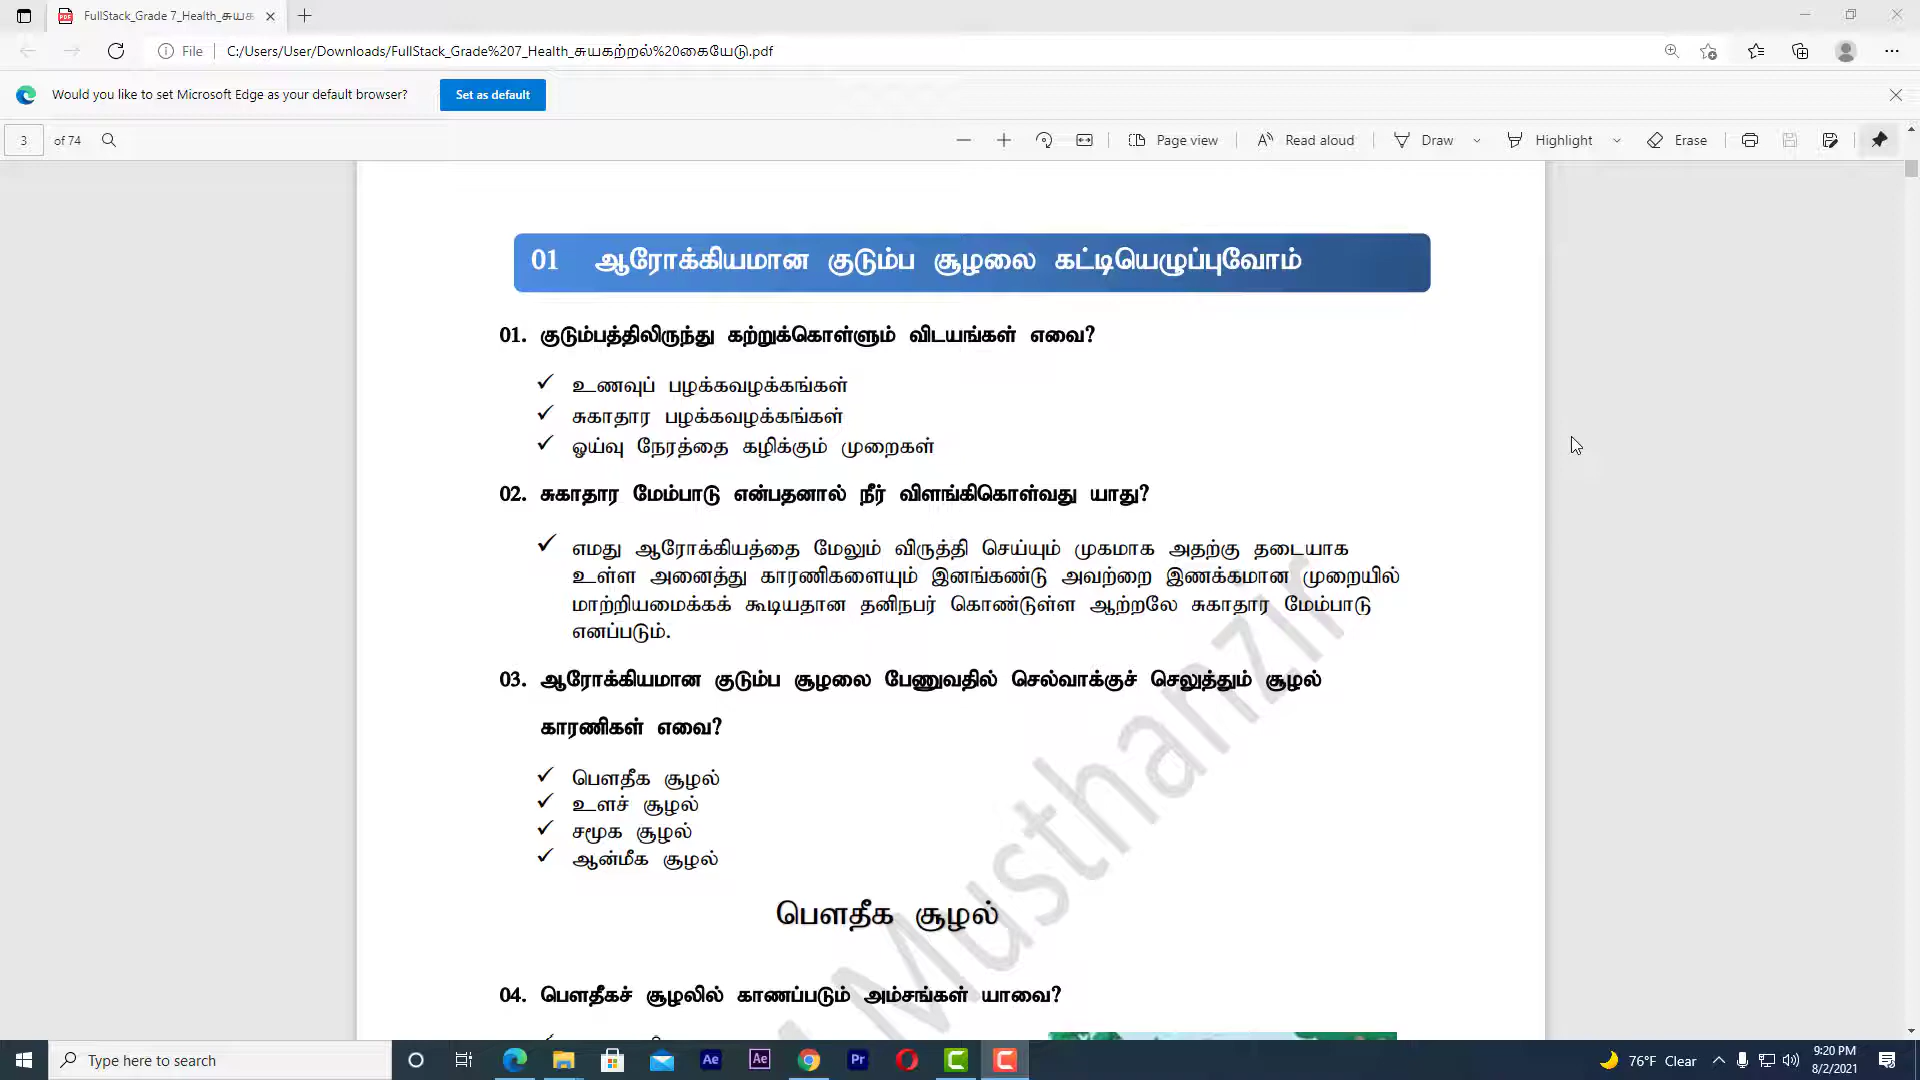 FullStack_Grade 7_Health_சுயக
File C:/Users/User/Downloads/FullStack_Grade%207_Health_சுயகற்றல்%20கையேடு.pdf
Would you like to set Microsoft Edge as your default browser? Set as default
3 of 74 Page view Read aloud Draw Highlight Erase
01 ஆரோக்கியமான குடும்ப சூழலை கட்டியெழுப்புவோம்
01. குடும்பத்திலிருந்து கற்றுக்கொள்ளும் விடயங்கள் எவை?
✓ உணவுப் பழக்கவழக்கங்கள்
✓ சுகாதார பழக்கவழக்கங்கள்
✓ ஓய்வு நேரத்தை கழிக்கும் முறைகள்
02. சுகாதார மேம்பாடு என்பதனால் நீர் விளங்கிகொள்வது யாது?
✓ எமது ஆரோக்கியத்தை மேலும் விருத்தி செய்யும் முகமாக அதற்கு தடையாக
உள்ள அனைத்து காரணிகளையும் இனங்கண்டு அவற்றை இணக்கமான முறையில்
மாற்றியமைக்கக் கூடியதான தனிநபர் கொண்டுள்ள ஆற்றலே சுகாதார மேம்பாடு
எனப்படும்.
03. ஆரோக்கியமான குடும்ப சூழலை பேணுவதில் செல்வாக்குச் செலுத்தும் சூழல்
காரணிகள் எவை?
✓ பௌதீக சூழல்
✓ உளச் சூழல்
✓ சமூக சூழல்
✓ ஆன்மீக சூழல்
பௌதீக சூழல்
04. பௌதீகச் சூழலில் காணப்படும் அம்சங்கள் யாவை?
Musthanzir
Type here to search
Ae Ae Pr
76°F Clear
9:20 PM
8/2/2021